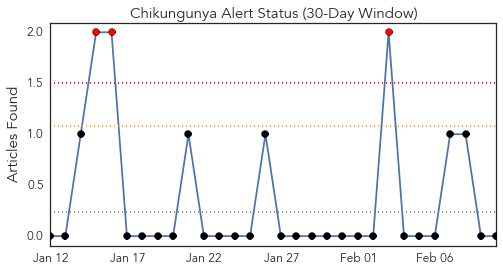 Chikungunya Alert Status (30-Day Window)
Articles Found
2.0
1.5
1.0
0.5
0.0
Jan 12 Jan 17 Jan 22 Jan 27 Feb 01 Feb 06